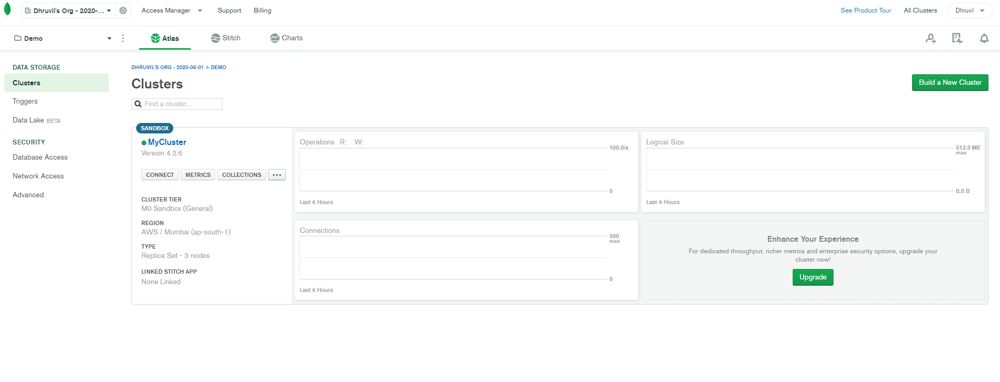 Dhruvil's Org - 2020-...
Access Manager
Support
Billing
See Product Tour
All Clusters
Dhruvil
Demo
Atlas
Stitch
Charts
DATA STORAGE
Clusters
Triggers
Data Lake BETA
SECURITY
Database Access
Network Access
Advanced
DHRUVIL'S ORG - 2020-06-01 > DEMO
Clusters
Build a New Cluster
Find a cluster...
SANDBOX
MyCluster
Version 4.2.6
CONNECT
METRICS
COLLECTIONS
...
CLUSTER TIER
M0 Sandbox (General)
REGION
AWS / Mumbai (ap-south-1)
TYPE
Replica Set - 3 nodes
LINKED STITCH APP
None Linked
Operations R: W:
100.0/s
0
Last 6 Hours
Logical Size
512.0 MB
max
0.0 B
Last 6 Hours
Connections
500
max
0
Last 6 Hours
Enhance Your Experience
For dedicated throughput, richer metrics and enterprise security options, upgrade your
cluster now!
Upgrade